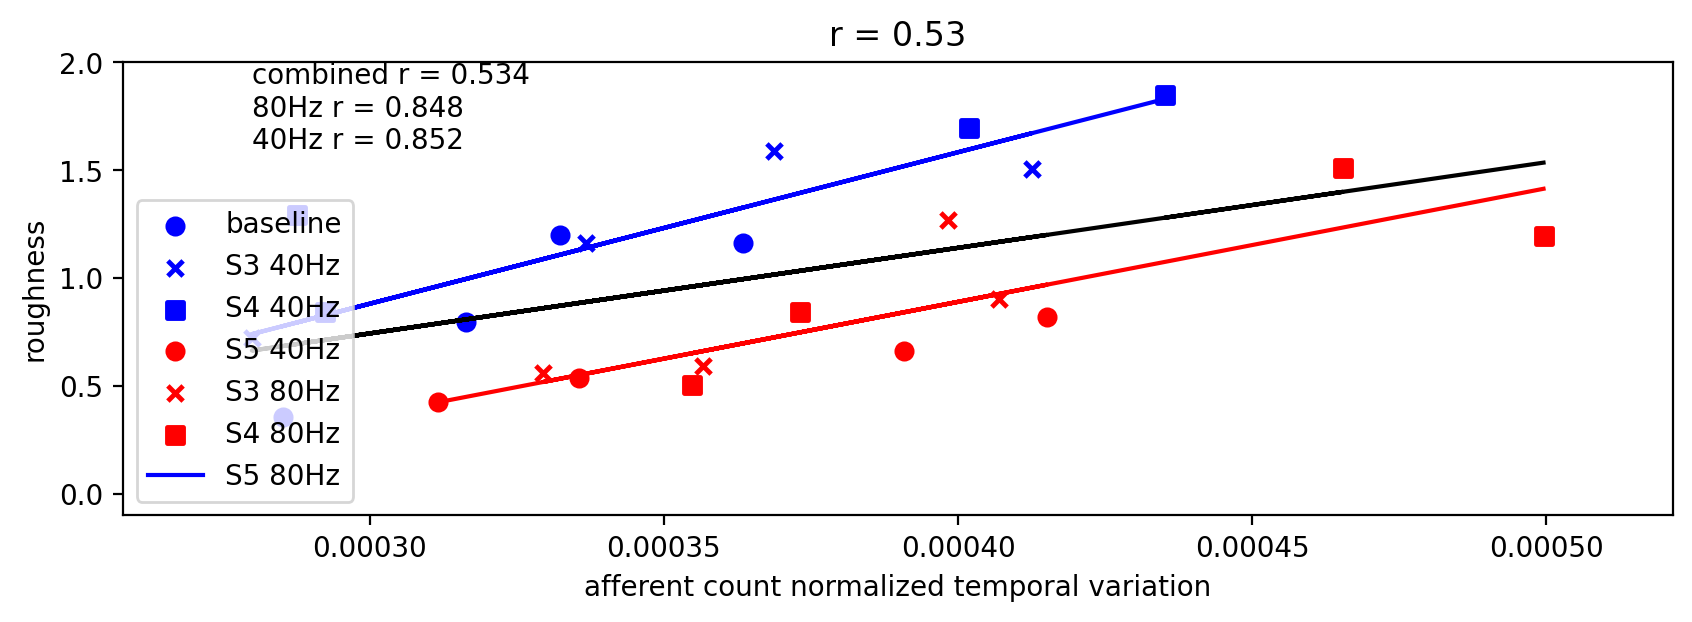 r = 0.53
combined r = 0.534
80Hz r = 0.848
40Hz r = 0.852
2.0
1.5
1.0
0.5
0.0
roughness
baseline
S3 40Hz
S4 40Hz
S5 40Hz
S3 80Hz
S4 80Hz
S5 80Hz
0.00030 0.00035 0.00040 0.00045 0.00050
afferent count normalized temporal variation